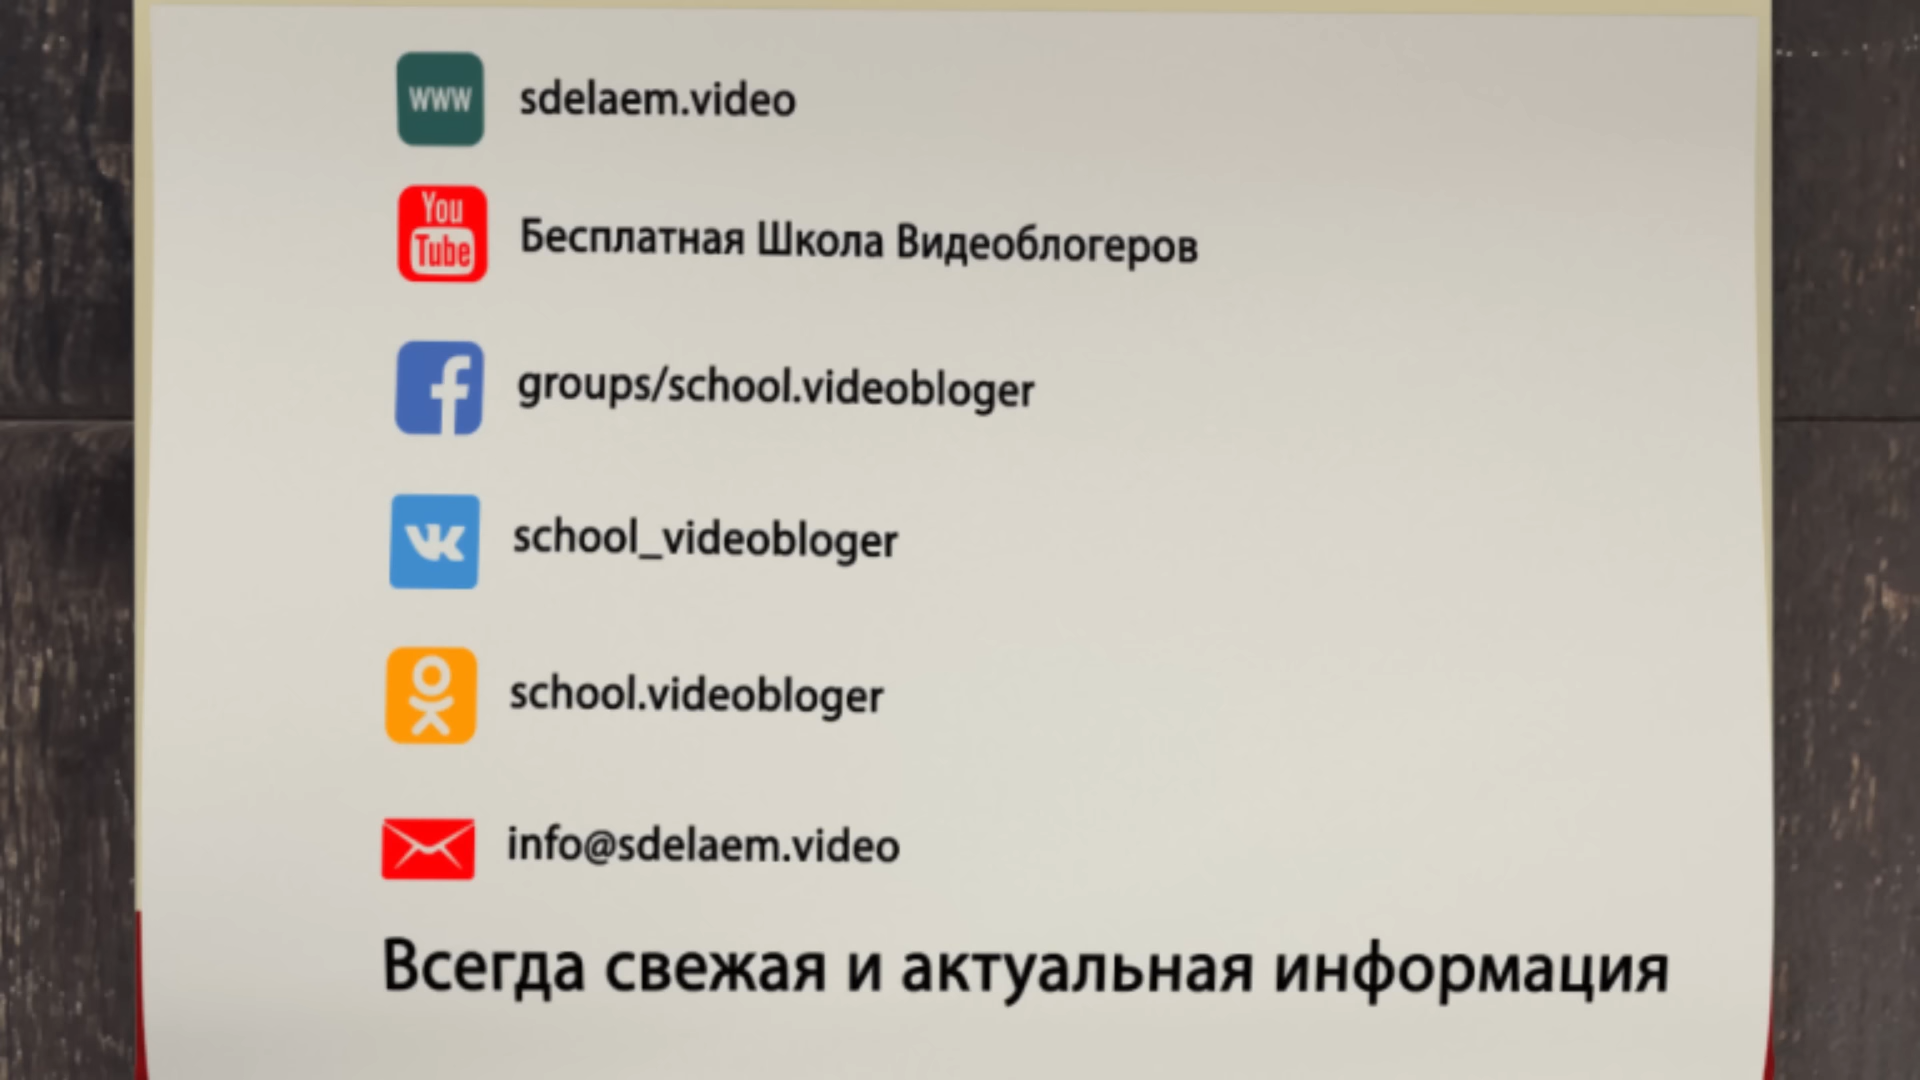 www sdelaem.video
You Tube Бесплатная Школа Видеоблогеров
f groups/school.videobloger
VK school_videobloger
school.videobloger
info@sdelaem.video
Всегда свежая и актуальная информация